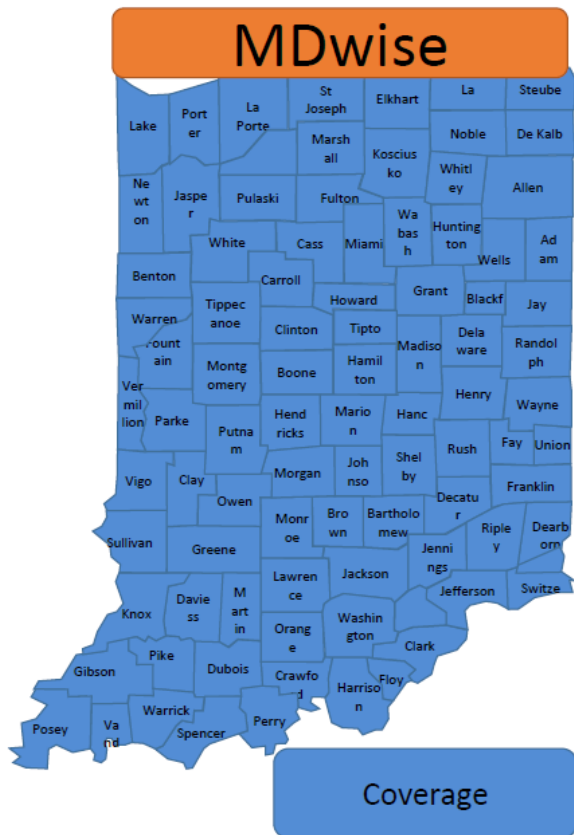 MDwise
St
Joseph
Elkhart
La
Steube
Lake
Port
er
La
Porte
Marsh
all
Noble
De Kalb
Koscius
ko
Whitl
ey
Allen
Ne
wt
on
Jaspe
r
Pulaski
Fulton
White
Cass
Miami
Wa
bas
h
Hunting
ton
Wells
Ad
am
Benton
Carroll
Howard
Grant
Blackf
Jay
Warren
Tippec
anoe
Clinton
Tipto
Madiso
n
Dela
ware
Randol
ph
Fount
ain
Montg
omery
Boone
Hamil
ton
Henry
Wayne
Ver
mil
lion
Parke
Putna
m
Hend
ricks
Mario
n
Hanc
Rush
Fay
Union
Vigo
Clay
Owen
Morgan
Joh
nso
Shel
by
Decatu
r
Franklin
Sullivan
Greene
Monr
oe
Bro
wn
Bartholo
mew
Jenni
ngs
Riple
y
Dearb
orn
Knox
Davie
ss
M
art
in
Lawre
nce
Jackson
Jefferson
Switze
Orang
e
Washin
gton
Clark
Gibson
Pike
Dubois
Crawfo
d
Harriso
n
Floy
Posey
Va
nd
Warrick
Spencer
Perry
Coverage